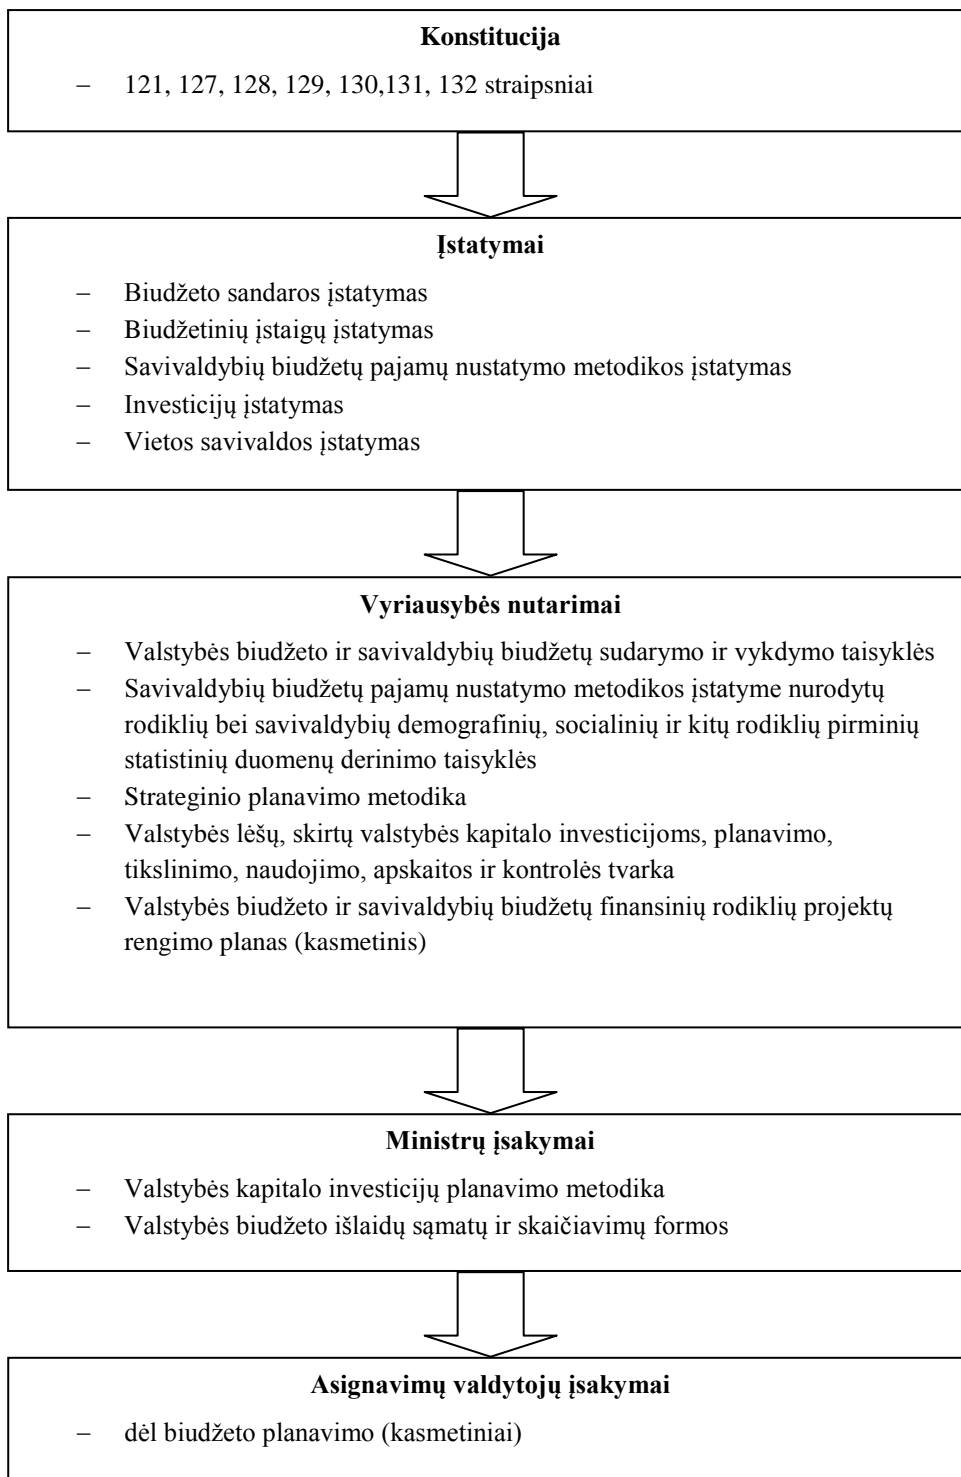 Konstitucija
– 121, 127, 128, 129, 130,131, 132 straipsniai
Įstatymai
– Biudžeto sandaros įstatymas
– Biudžetinių įstaigų įstatymas
– Savivaldybių biudžetų pajamų nustatymo metodikos įstatymas
– Investicijų įstatymas
– Vietos savivaldos įstatymas
Vyriausybės nutarimai
– Valstybės biudžeto ir savivaldybių biudžetų sudarymo ir vykdymo taisyklės
– Savivaldybių biudžetų pajamų nustatymo metodikos įstatyme nurodytų
rodiklių bei savivaldybių demografinių, socialinių ir kitų rodiklių pirminių
statistinių duomenų derinimo taisyklės
– Strateginio planavimo metodika
– Valstybės lėšų, skirtų valstybės kapitalo investicijoms, planavimo,
tikslinimo, naudojimo, apskaitos ir kontrolės tvarka
– Valstybės biudžeto ir savivaldybių biudžetų finansinių rodiklių projektų
rengimo planas (kasmetinis)
Ministrų įsakymai
– Valstybės kapitalo investicijų planavimo metodika
– Valstybės biudžeto išlaidų sąmatų ir skaičiavimų formos
Asignavimų valdytojų įsakymai
– dėl biudžeto planavimo (kasmetiniai)